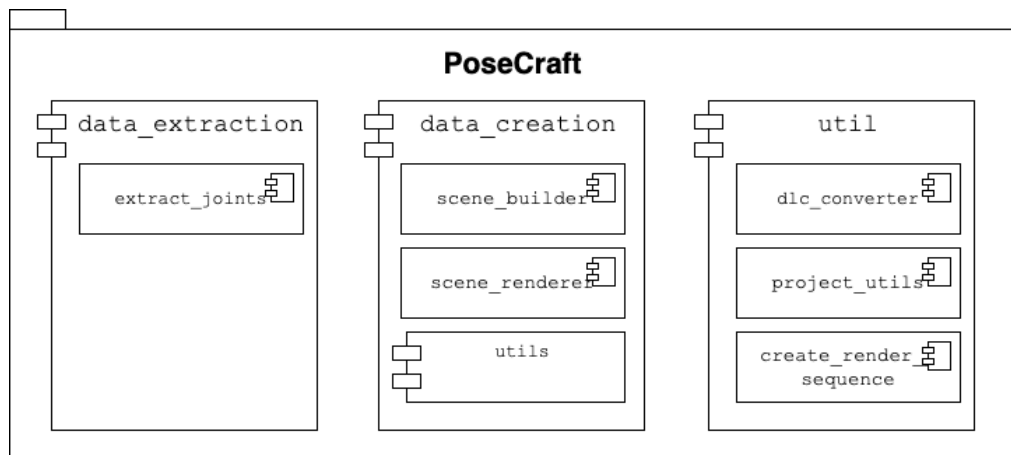 PoseCraft
data_extraction
extract_joints
data_creation
scene_builder
scene_renderer
utils
util
dlc_converter
project_utils
create_render_
sequence